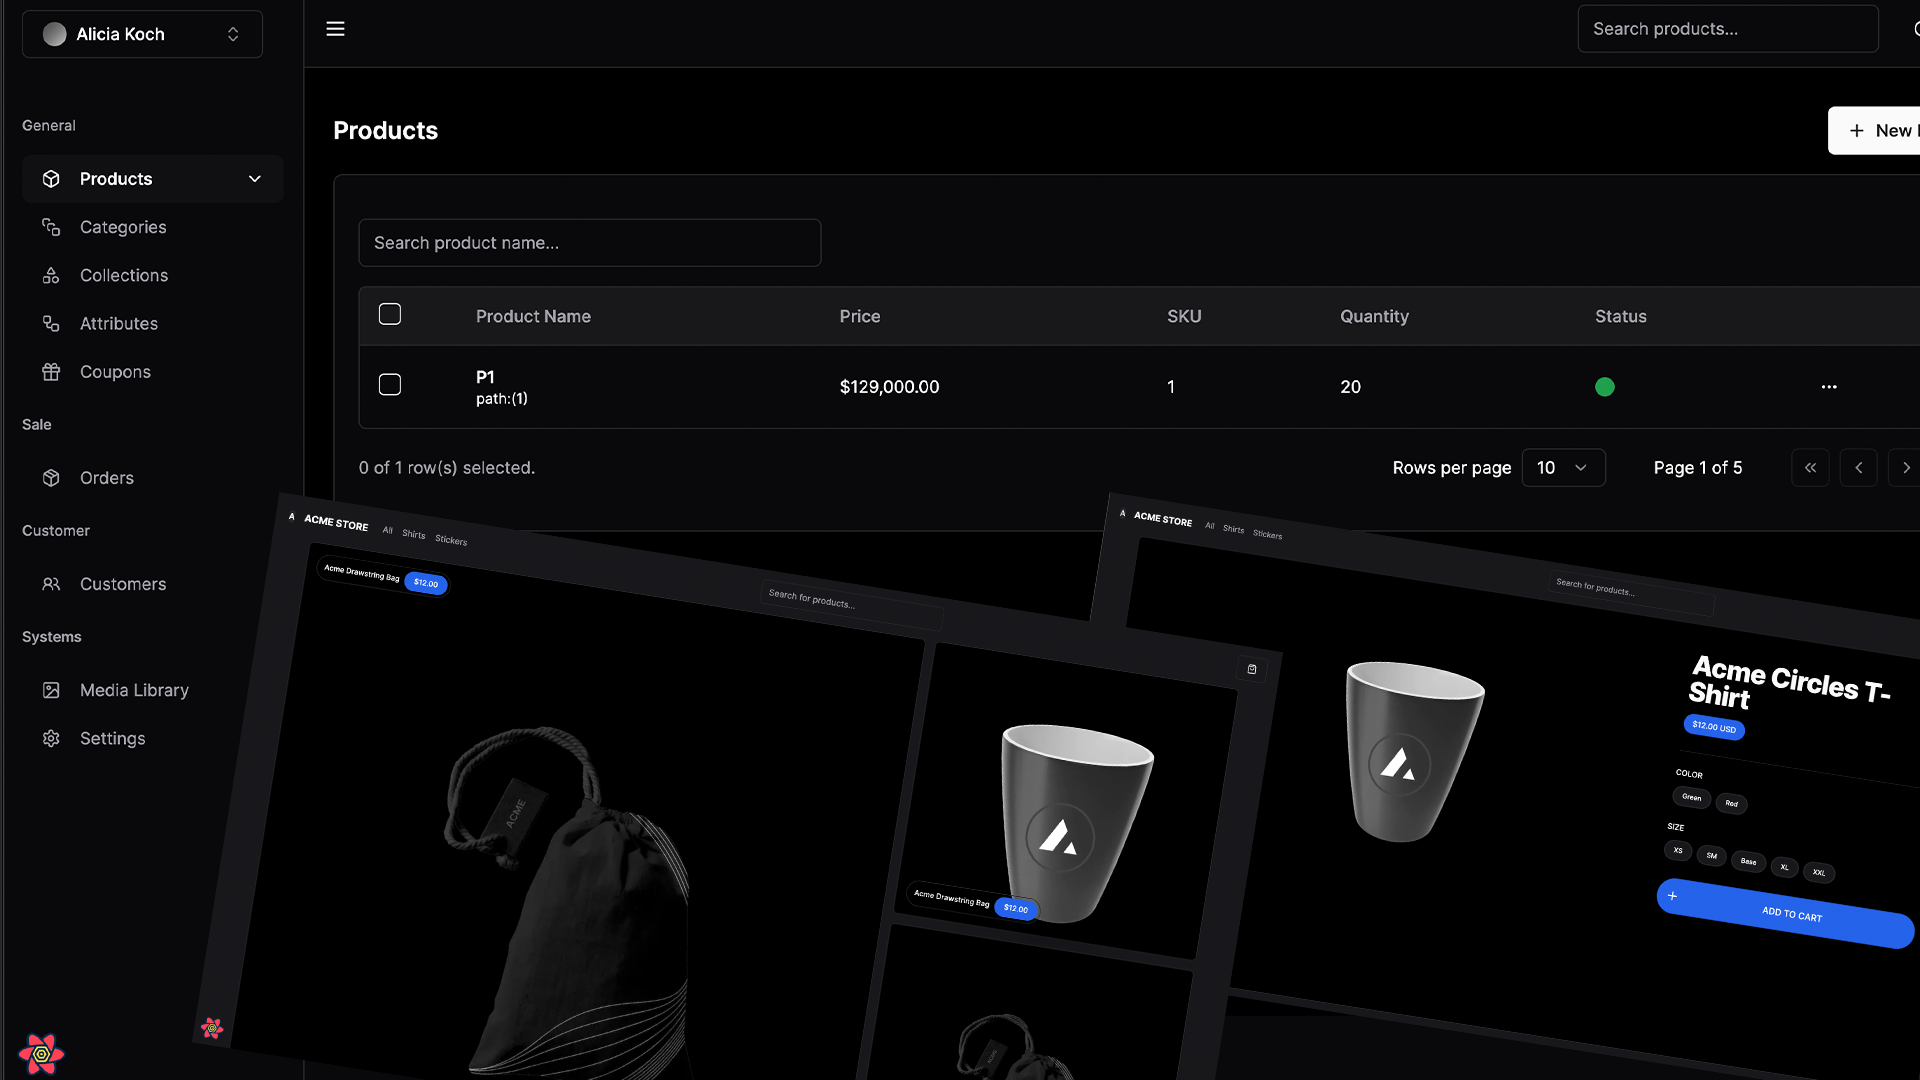 Alicia Koch
Search products...
General
Products
Categories
Collections
Attributes
Coupons
Sale
Orders
Customer
Customers
Systems
Media Library
Settings
Products
+ New
Search product name...
Product Name Price SKU Quantity Status
P1 $129,000.00 1 20
path:(1)
0 of 1 row(s) selected.
Rows per page 10 Page 1 of 5
ACME STORE All Shirts Stickers
Search for products...
Acme Drawstring Bag $12.00
ACME
Acme Drawstring Bag $12.00
ACME STORE All Shirts Stickers
Search for products...
Acme Circles T-
Shirt
$12.00 USD
COLOR
Green Red
SIZE
XS SM Base XL XXL
+ ADD TO CART